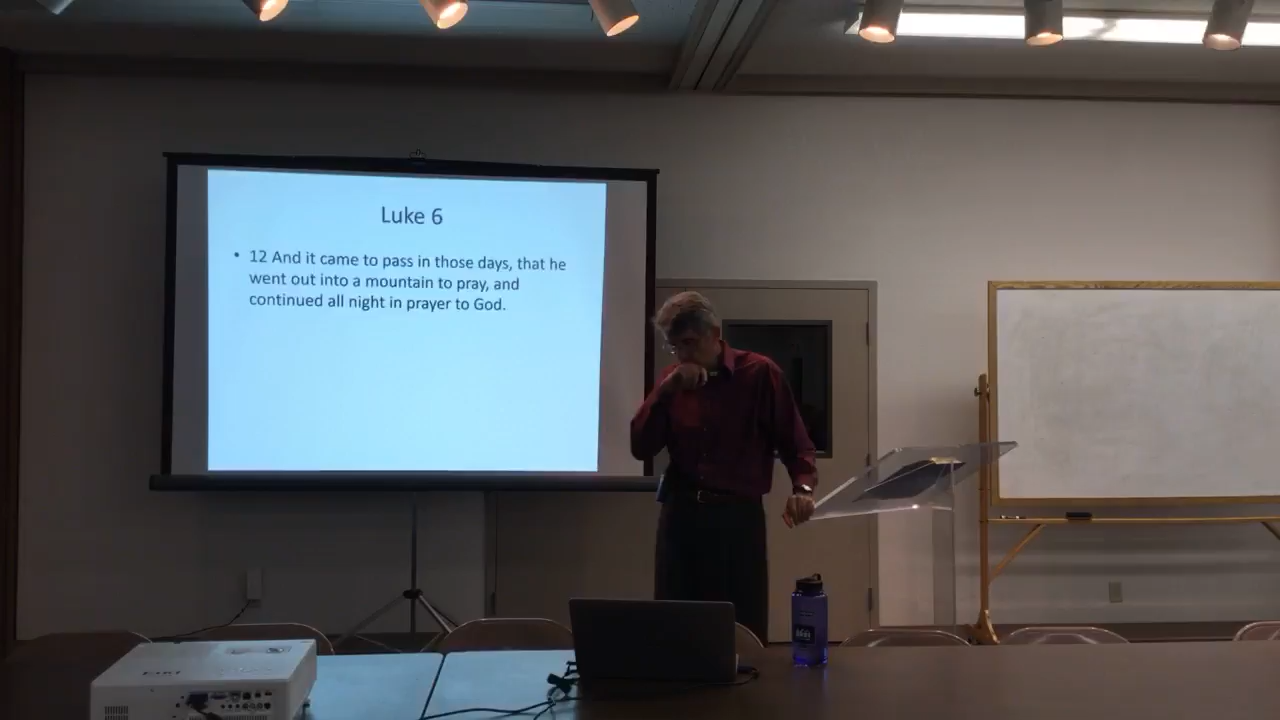 Luke 6
• 12 And it came to pass in those days, that he
went out into a mountain to pray, and
continued all night in prayer to God.